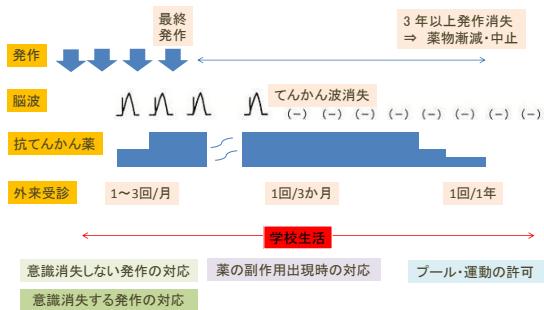 最終
発作
3 年以上発作消失
⇒ 薬物漸減・中止
発作
脳波
てんかん波消失
(−) (−) (−) (−) (−) (−) (−) (−)
抗てんかん薬
外来受診
1～3回/月
1回/3か月
1回/1年
学校生活
意識消失しない発作の対応
薬の副作用出現時の対応
プール・運動の許可
意識消失する発作の対応